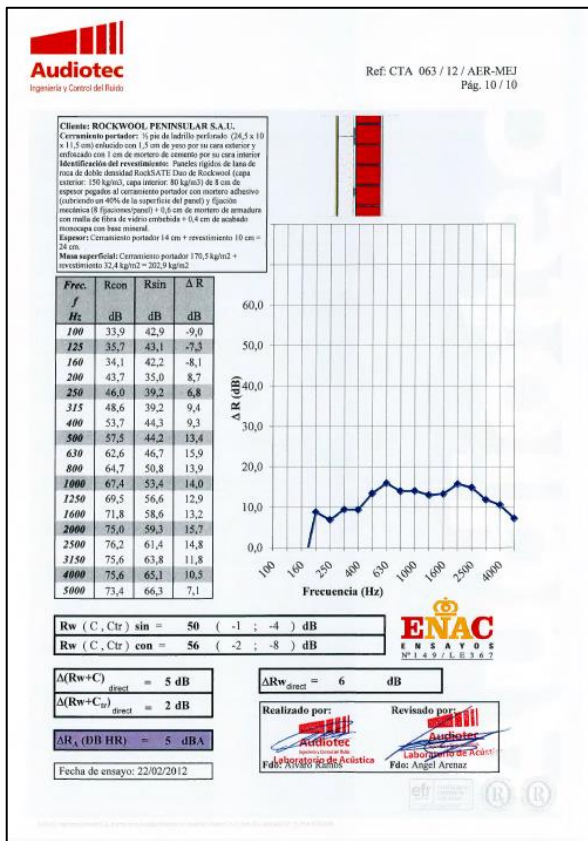 Audiotec
Ingeniería y Control del Ruido
Ref: CTA 063 / 12 / AER-MEJ
Pág. 10 / 10
Cliente: ROCKWOOL PENINSULAR S.A.U.
Cerramiento portador: ½ pie de ladrillo perforado (24,5 x 10
x 11,5 cm) enlucido con 1,5 cm de yeso por su cara exterior y
enfoscado con 1 cm de mortero de cemento por su cara interior
Identificación del revestimiento: Paneles rígidos de lana de
roca de doble densidad RockSATE Duo de Rockwool (capa
exterior: 150 kg/m3, capa interior: 80 kg/m3) de 8 cm de
espesor pegados al cerramiento portador con mortero adhesivo
(cubriendo un 40% de la superficie del panel) y fijación
mecánica (8 fijaciones/panel) + 0,6 cm de mortero de armadura
con malla de fibra de vidrio embebida + 0,4 cm de acabado
monocapa con base mineral.
Espesor: Cerramiento portador 14 cm + revestimiento 10 cm =
24 cm.
Masa superficial: Cerramiento portador 170,5 kg/m2 +
revestimiento 32,4 kg/m2 = 202,9 kg/m2
Frec. Rcon Rsin Δ R
f
Hz dB dB dB
100 33,9 42,9 -9,0
125 35,7 43,1 -7,3
160 34,1 42,2 -8,1
200 43,7 35,0 8,7
250 46,0 39,2 6,8
315 48,6 39,2 9,4
400 53,7 44,3 9,3
500 57,5 44,2 13,4
630 62,6 46,7 15,9
800 64,7 50,8 13,9
1000 67,4 53,4 14,0
1250 69,5 56,6 12,9
1600 71,8 58,6 13,2
2000 75,0 59,3 15,7
2500 76,2 61,4 14,8
3150 75,6 63,8 11,8
4000 75,6 65,1 10,5
5000 73,4 66,3 7,1
Δ R (dB)
60,0
50,0
40,0
30,0
20,0
10,0
0,0
100 160 250 400 630 1000 1600 2500 4000
Frecuencia (Hz)
Rw ( C , Ctr ) sin = 50 ( -1 ; -4 ) dB
Rw ( C , Ctr ) con = 56 ( -2 ; -8 ) dB
ENAC
ENSAYOS
Nº149/LE367
Δ(Rw+C)direct = 5 dB
Δ(Rw+Ctr)direct = 2 dB
ΔRwdirect = 6 dB
ΔRA (DB HR) = 5 dBA
Fecha de ensayo: 22/02/2012
Realizado por:
Audiotec
Laboratorio de Acústica
Fdo: Alvaro Ramos
Revisado por:
Audiotec
Laboratorio de Acústica
Fdo: Angel Arenaz
efr
R
R